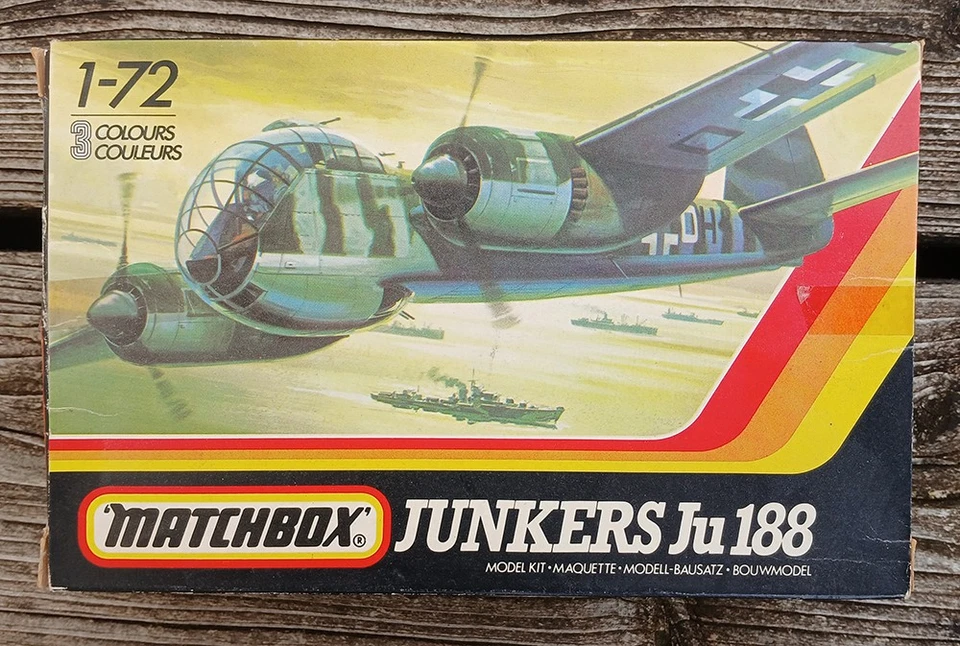 1-72
3 COLOURS
COULEURS
'MATCHBOX'®
JUNKERS Ju 188
MODEL KIT • MAQUETTE • MODELL-BAUSATZ • BOUWMODEL